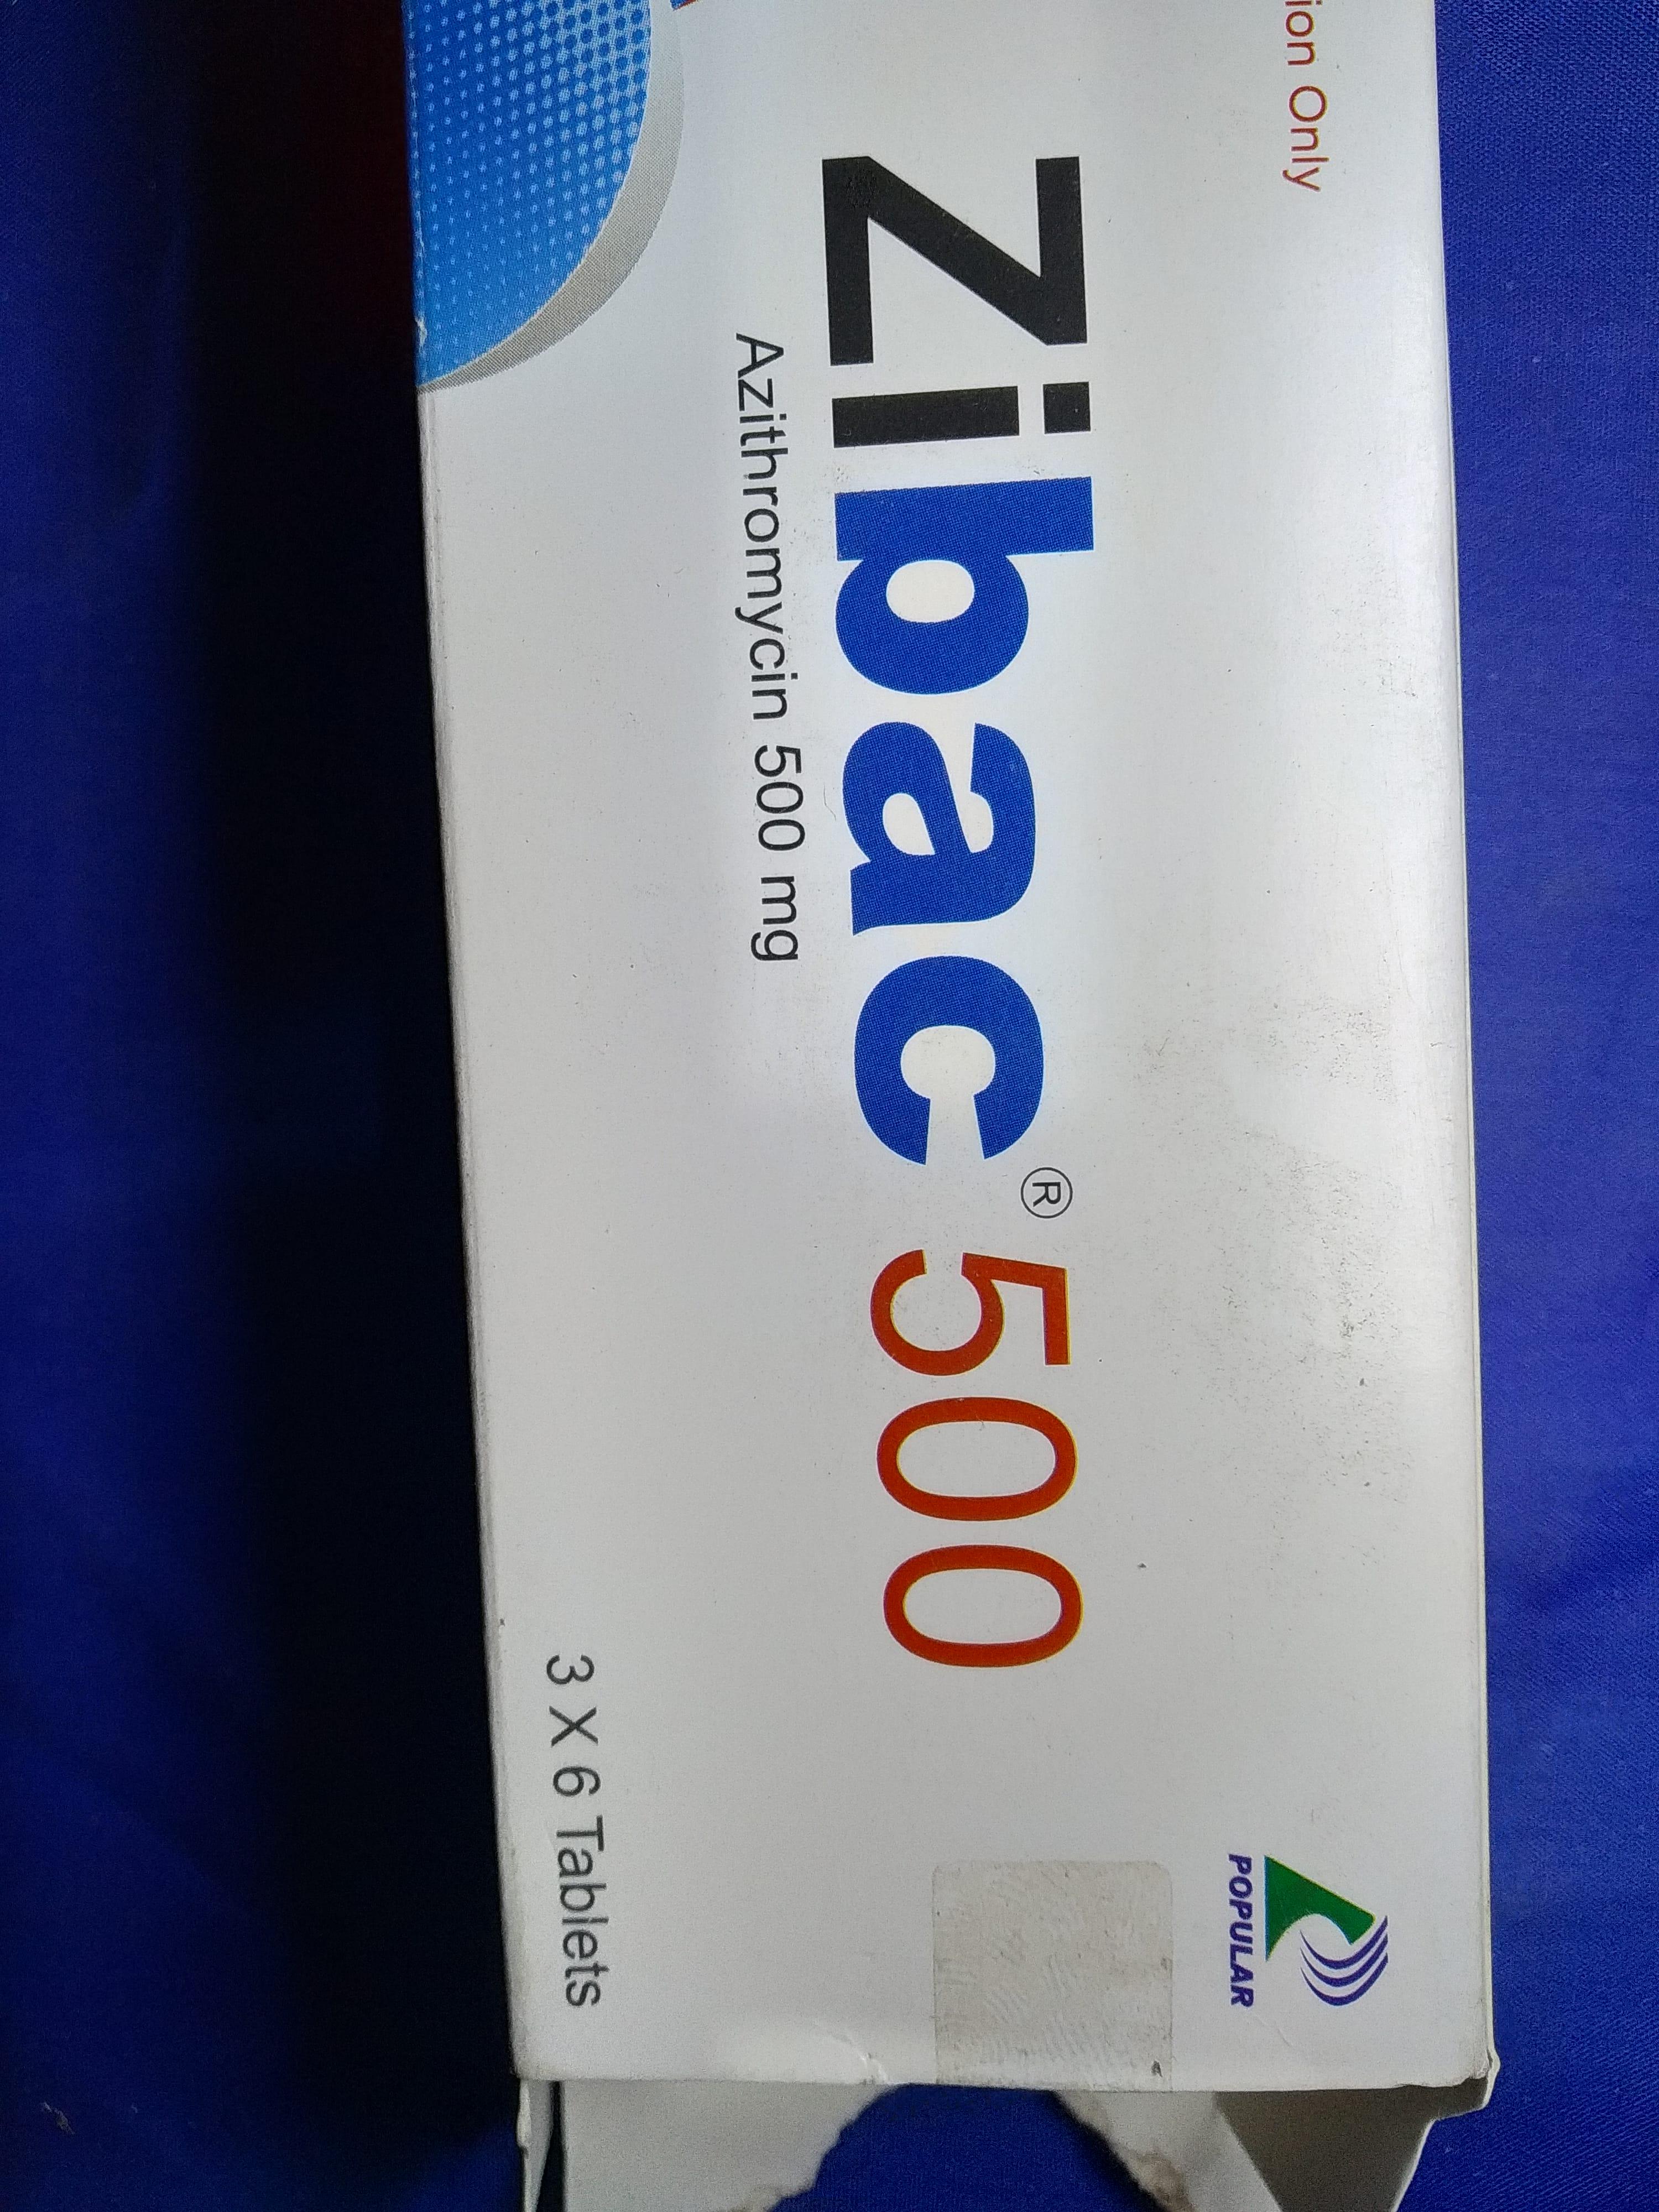 ion Only
POPULAR
Zibac® 500
Azithromycin 500 mg
3 X 6 Tablets